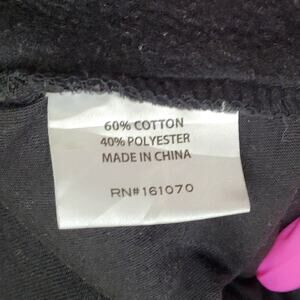 60% COTTON
40% POLYESTER
MADE IN CHINA
RN#161070